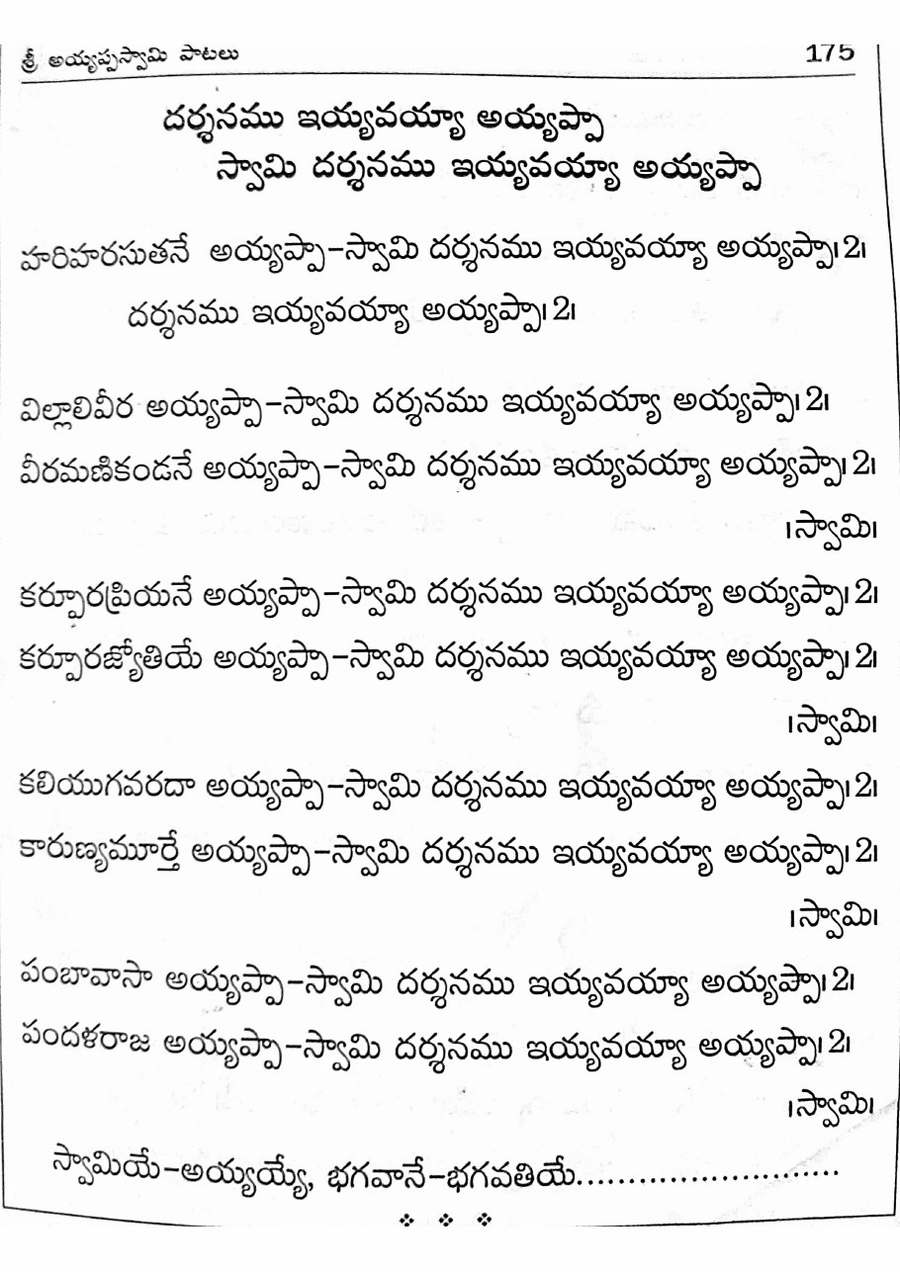 శ్రీ అయ్యప్పస్వామి పాటలు 175
దర్శనము ఇయ్యవయ్యా అయ్యప్పా
స్వామి దర్శనము ఇయ్యవయ్యా అయ్యప్పా
హరిహరసుతనే అయ్యప్పా-స్వామి దర్శనము ఇయ్యవయ్యా అయ్యప్పా।2।
దర్శనము ఇయ్యవయ్యా అయ్యప్పా।2।
విల్లాలివీర అయ్యప్పా-స్వామి దర్శనము ఇయ్యవయ్యా అయ్యప్పా।2।
వీరమణికండనే అయ్యప్పా-స్వామి దర్శనము ఇయ్యవయ్యా అయ్యప్పా।2।
।స్వామి।
కర్పూరప్రియనే అయ్యప్పా-స్వామి దర్శనము ఇయ్యవయ్యా అయ్యప్పా।2।
కర్పూరజ్యోతియే అయ్యప్పా-స్వామి దర్శనము ఇయ్యవయ్యా అయ్యప్పా।2।
।స్వామి।
కలియుగవరదా అయ్యప్పా-స్వామి దర్శనము ఇయ్యవయ్యా అయ్యప్పా।2।
కారుణ్యమూర్తే అయ్యప్పా-స్వామి దర్శనము ఇయ్యవయ్యా అయ్యప్పా।2।
।స్వామి।
పంబావాసా అయ్యప్పా-స్వామి దర్శనము ఇయ్యవయ్యా అయ్యప్పా।2।
పందళరాజ అయ్యప్పా-స్వామి దర్శనము ఇయ్యవయ్యా అయ్యప్పా।2।
।స్వామి।
స్వామియే-అయ్యయ్యే, భగవానే-భగవతియే.........................